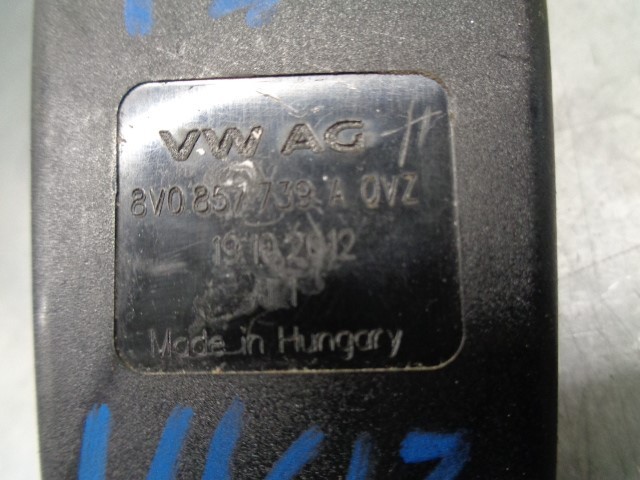 VW AG
8V0 857 739 A QVZ
19.10.2012
Made in Hungary